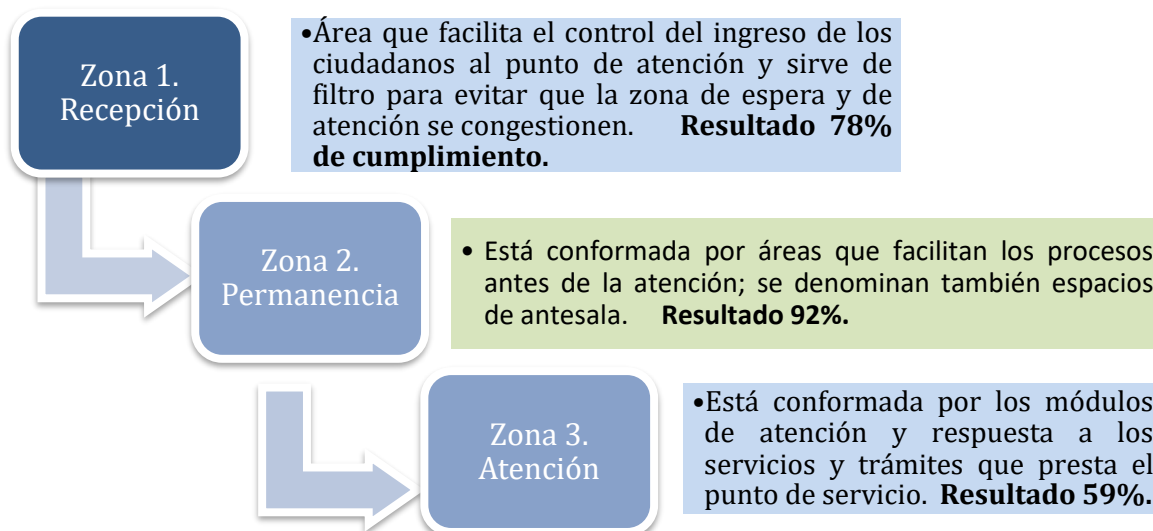 Zona 1.
Recepción
•Área que facilita el control del ingreso de los
ciudadanos al punto de atención y sirve de
filtro para evitar que la zona de espera y de
atención se congestionen. Resultado 78%
de cumplimiento.
Zona 2.
Permanencia
• Está conformada por áreas que facilitan los procesos
antes de la atención; se denominan también espacios
de antesala. Resultado 92%.
Zona 3.
Atención
•Está conformada por los módulos
de atención y respuesta a los
servicios y trámites que presta el
punto de servicio. Resultado 59%.